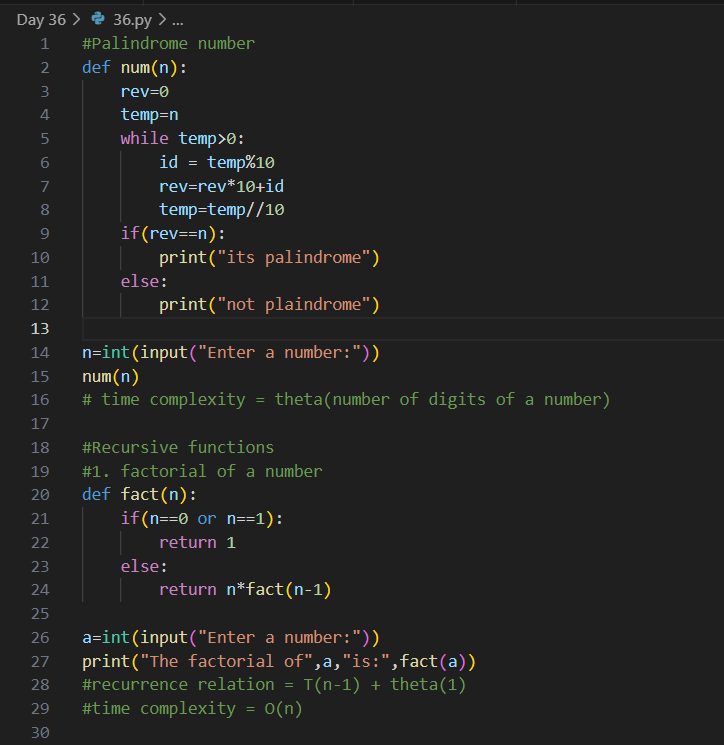 Day 36 > 36.py > ...
1 #Palindrome number
2 def num(n):
3     rev=0
4     temp=n
5     while temp>0:
6         id = temp%10
7         rev=rev*10+id
8         temp=temp//10
9     if(rev==n):
10         print("its palindrome")
11     else:
12         print("not plaindrome")
13
14 n=int(input("Enter a number:"))
15 num(n)
16 # time complexity = theta(number of digits of a number)
17
18 #Recursive functions
19 #1. factorial of a number
20 def fact(n):
21     if(n==0 or n==1):
22         return 1
23     else:
24         return n*fact(n-1)
25
26 a=int(input("Enter a number:"))
27 print("The factorial of",a,"is:",fact(a))
28 #recurrence relation = T(n-1) + theta(1)
29 #time complexity = O(n)
30